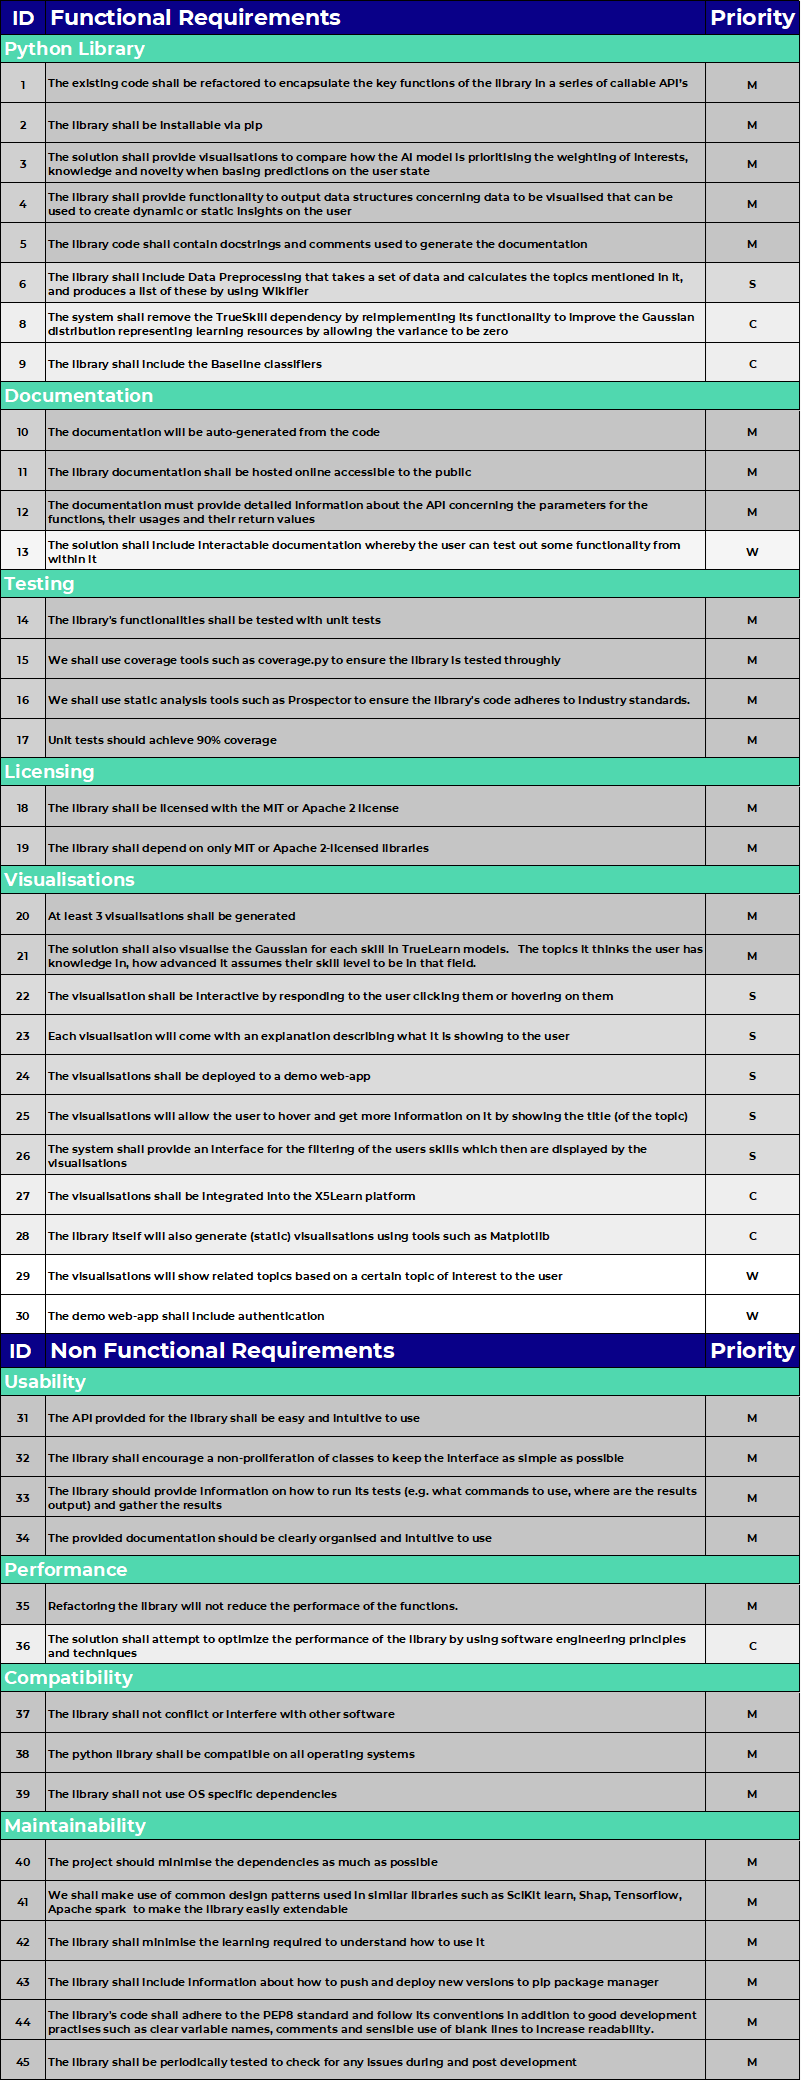 ID Functional Requirements Priority
Python Library
1 The existing code shall be refactored to encapsulate the key functions of the library in a series of callable API's M
2 The library shall be installable via pip M
3 The solution shall provide visualisations to compare how the AI model is prioritising the weighting of interests, M
knowledge and novelty when basing predictions on the user state
4 The library shall provide functionality to output data structures concerning data to be visualised that can be M
used to create dynamic or static insights on the user
5 The library code shall contain docstrings and comments used to generate the documentation M
6 The library shall include Data Preprocessing that takes a set of data and calculates the topics mentioned in it, S
and produces a list of these by using Wikifier
8 The system shall remove the TrueSkill dependency by reimplementing its functionality to improve the Gaussian C
distribution representing learning resources by allowing the variance to be zero
9 The library shall include the Baseline classifiers C
Documentation
10 The documentation will be auto-generated from the code M
11 The library documentation shall be hosted online accessible to the public M
12 The documentation must provide detailed information about the API concerning the parameters for the M
functions, their usages and their return values
13 The solution shall include interactable documentation whereby the user can test out some functionality from W
within it
Testing
14 The library's functionalities shall be tested with unit tests M
15 We shall use coverage tools such as coverage.py to ensure the library is tested throughly M
16 We shall use static analysis tools such as Prospector to ensure the library's code adheres to industry standards. M
17 Unit tests should achieve 90% coverage M
Licensing
18 The library shall be licensed with the MIT or Apache 2 license M
19 The library shall depend on only MIT or Apache 2-licensed libraries M
Visualisations
20 At least 3 visualisations shall be generated M
21 The solution shall also visualise the Gaussian for each skill in TrueLearn models. The topics it thinks the user has M
knowledge in, how advanced it assumes their skill level to be in that field.
22 The visualisation shall be interactive by responding to the user clicking them or hovering on them S
23 Each visualisation will come with an explanation describing what it is showing to the user S
24 The visualisations shall be deployed to a demo web-app S
25 The visualisations will allow the user to hover and get more information on it by showing the title (of the topic) S
26 The system shall provide an interface for the filtering of the users skills which then are displayed by the S
visualisations
27 The visualisations shall be integrated into the X5Learn platform C
28 The library itself will also generate (static) visualisations using tools such as Matplotlib C
29 The visualisations will show related topics based on a certain topic of interest to the user W
30 The demo web-app shall include authentication W
ID Non Functional Requirements Priority
Usability
31 The API provided for the library shall be easy and intuitive to use M
32 The library shall encourage a non-proliferation of classes to keep the interface as simple as possible M
33 The library should provide information on how to run its tests (e.g. what commands to use, where are the results M
output) and gather the results
34 The provided documentation should be clearly organised and intuitive to use M
Performance
35 Refactoring the library will not reduce the performace of the functions. M
36 The solution shall attempt to optimize the performance of the library by using software engineering principles C
and techniques
Compatibility
37 The library shall not conflict or interfere with other software M
38 The python library shall be compatible on all operating systems M
39 The library shall not use OS specific dependencies M
Maintainability
40 The project should minimise the dependencies as much as possible M
41 We shall make use of common design patterns used in similar libraries such as SciKit learn, Shap, Tensorflow, M
Apache spark to make the library easily extendable
42 The library shall minimise the learning required to understand how to use it M
43 The library shall include information about how to push and deploy new versions to pip package manager M
44 The library's code shall adhere to the PEP8 standard and follow its conventions in addition to good development M
practises such as clear variable names, comments and sensible use of blank lines to increase readability.
45 The library shall be periodically tested to check for any issues during and post development M